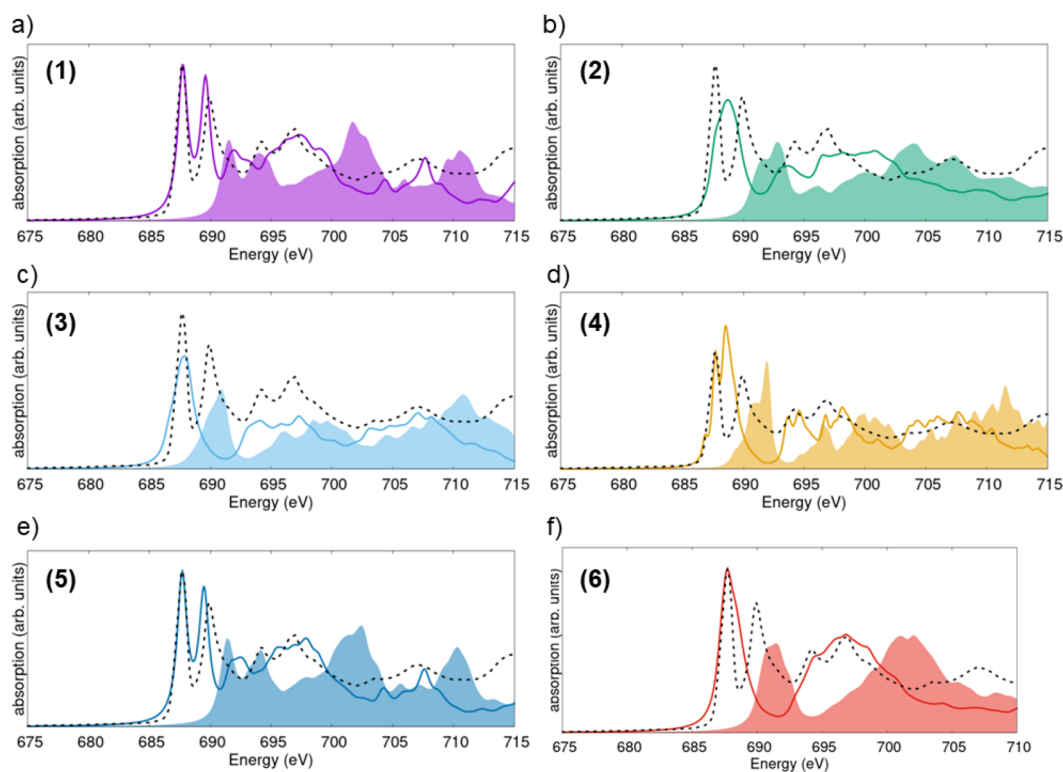 a)
(1)
absorption (arb. units)
675 680 685 690 695 700 705 710 715
Energy (eV)
b)
(2)
absorption (arb. units)
675 680 685 690 695 700 705 710 715
Energy (eV)
c)
(3)
absorption (arb. units)
675 680 685 690 695 700 705 710 715
Energy (eV)
d)
(4)
absorption (arb. units)
675 680 685 690 695 700 705 710 715
Energy (eV)
e)
(5)
absorption (arb. units)
675 680 685 690 695 700 705 710 715
Energy (eV)
f)
(6)
absorption (arb. units)
675 680 685 690 695 700 705 710
Energy (eV)